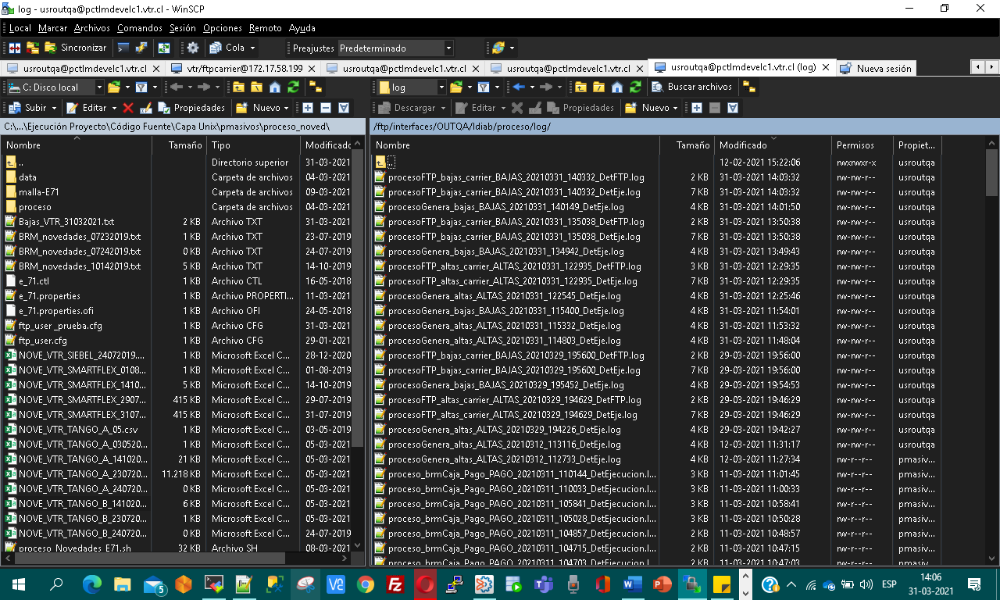 log - usroutqa@pctlmdevelc1.vtr.cl - WinSCP
Local Marcar Archivos Comandos Sesión Opciones Remoto Ayuda
Sincronizar Cola Preajustes Predeterminado
usroutqa@pctlmdevelc1.vtr.cl vtr/ftpcarrier@172.17.58.199 usroutqa@pctlmdevelc1.vtr.cl usroutqa@pctlmdevelc1.vtr.cl usroutqa@pctlmdevelc1.vtr.cl (log) Nueva sesión
C: Disco local
Subir Editar Propiedades Nuevo
C:\...\Ejecución Proyecto\Código Fuente\Capa Unix\pmasivos\proceso_noved\
Nombre Tamaño Tipo Modificado
.. Directorio superior 31-03-2021
data Carpeta de archivos 04-03-2021
malla-E71 Carpeta de archivos 09-03-2021
proceso Carpeta de archivos 04-03-2021
Bajas_VTR_31032021.txt 2 KB Archivo TXT 31-03-2021
BRM_novedades_07232019.txt 1 KB Archivo TXT 23-07-2019
BRM_novedades_07242019.txt 0 KB Archivo TXT 24-07-2019
BRM_novedades_10142019.txt 5 KB Archivo TXT 14-10-2019
e_71.ctl 1 KB Archivo CTL 16-05-2018
e_71.properties 1 KB Archivo PROPERTI... 11-03-2021
e_71.properties.ofi 1 KB Archivo OFI 24-05-2018
ftp_user _prueba.cfg 1 KB Archivo CFG 31-03-2021
ftp_user.cfg 1 KB Archivo CFG 29-01-2021
NOVE_VTR_SIEBEL_24072019.... 1 KB Microsoft Excel C... 28-12-2020
NOVE_VTR_SMARTFLEX_0108... 1 KB Microsoft Excel C... 01-08-2019
NOVE_VTR_SMARTFLEX_1410... 5 KB Microsoft Excel C... 14-10-2019
NOVE_VTR_SMARTFLEX_2907... 415 KB Microsoft Excel C... 29-07-2019
NOVE_VTR_SMARTFLEX_3107... 415 KB Microsoft Excel C... 31-07-2019
NOVE_VTR_TANGO_A_05.csv 1 KB Microsoft Excel C... 03-05-2019
NOVE_VTR_TANGO_A_030520... 1 KB Microsoft Excel C... 05-03-2021
NOVE_VTR_TANGO_A_141020... 21 KB Microsoft Excel C... 05-03-2021
NOVE_VTR_TANGO_A_230720... 11.218 KB Microsoft Excel C... 05-03-2021
NOVE_VTR_TANGO_A_240720... 0 KB Microsoft Excel C... 05-03-2021
NOVE_VTR_TANGO_B_141020... 6 KB Microsoft Excel C... 05-03-2021
NOVE_VTR_TANGO_B_230720... 1 KB Microsoft Excel C... 05-03-2021
NOVE_VTR_TANGO_B_240720... 0 KB Microsoft Excel C... 24-07-2019
proceso_Novedades_E71.sh 32 KB Archivo SH 08-03-2021
log Buscar archivos
Descargar Editar Propiedades Nuevo
/ftp/interfaces/OUTQA/Idiab/proceso/log/
Nombre Tamaño Modificado Permisos Propiet...
.. 12-02-2021 15:22:06 rwxrwxr-x usroutqa
procesoFTP_bajas_carrier_BAJAS_20210331_140332_DetFTP.log 2 KB 31-03-2021 14:03:32 rw-rw-r-- usroutqa
procesoFTP_bajas_carrier_BAJAS_20210331_140332_DetEje.log 7 KB 31-03-2021 14:03:32 rw-rw-r-- usroutqa
procesoGenera_bajas_BAJAS_20210331_140149_DetEje.log 4 KB 31-03-2021 14:01:50 rw-rw-r-- usroutqa
procesoFTP_bajas_carrier_BAJAS_20210331_135038_DetFTP.log 2 KB 31-03-2021 13:50:38 rw-rw-r-- usroutqa
procesoFTP_bajas_carrier_BAJAS_20210331_135038_DetEje.log 7 KB 31-03-2021 13:50:38 rw-rw-r-- usroutqa
procesoGenera_bajas_BAJAS_20210331_134942_DetEje.log 4 KB 31-03-2021 13:49:43 rw-rw-r-- usroutqa
procesoFTP_altas_carrier_ALTAS_20210331_122935_DetFTP.log 3 KB 31-03-2021 12:29:35 rw-rw-r-- usroutqa
procesoFTP_altas_carrier_ALTAS_20210331_122935_DetEje.log 7 KB 31-03-2021 12:29:35 rw-rw-r-- usroutqa
procesoGenera_altas_ALTAS_20210331_122545_DetEje.log 4 KB 31-03-2021 12:25:46 rw-rw-r-- usroutqa
procesoGenera_bajas_BAJAS_20210331_115400_DetEje.log 4 KB 31-03-2021 11:54:01 rw-rw-r-- usroutqa
procesoGenera_altas_ALTAS_20210331_115332_DetEje.log 4 KB 31-03-2021 11:53:32 rw-rw-r-- usroutqa
procesoGenera_altas_ALTAS_20210331_114803_DetEje.log 4 KB 31-03-2021 11:48:04 rw-rw-r-- usroutqa
procesoFTP_bajas_carrier_BAJAS_20210329_195600_DetFTP.log 2 KB 29-03-2021 19:56:00 rw-rw-r-- usroutqa
procesoFTP_bajas_carrier_BAJAS_20210329_195600_DetEje.log 7 KB 29-03-2021 19:56:00 rw-rw-r-- usroutqa
procesoGenera_bajas_BAJAS_20210329_195452_DetEje.log 4 KB 29-03-2021 19:54:53 rw-rw-r-- usroutqa
procesoFTP_altas_carrier_ALTAS_20210329_194629_DetFTP.log 2 KB 29-03-2021 19:46:29 rw-rw-r-- usroutqa
procesoFTP_altas_carrier_ALTAS_20210329_194629_DetEje.log 7 KB 29-03-2021 19:46:29 rw-rw-r-- usroutqa
procesoGenera_altas_ALTAS_20210329_194226_DetEje.log 4 KB 29-03-2021 19:42:27 rw-rw-r-- usroutqa
procesoGenera_altas_ALTAS_20210312_113116_DetEje.log 4 KB 12-03-2021 11:31:17 rw-rw-r-- usroutqa
procesoGenera_altas_ALTAS_20210312_112733_DetEje.log 4 KB 12-03-2021 11:27:34 rw-r--r-- pmasiv...
proceso_brmCaja_Pago_PAGO_20210311_110144_DetEjecucion.l... 3 KB 11-03-2021 11:01:45 rw-r--r-- pmasiv...
proceso_brmCaja_Pago_PAGO_20210311_110033_DetEjecucion.l... 3 KB 11-03-2021 11:00:33 rw-r--r-- pmasiv...
proceso_brmCaja_Pago_PAGO_20210311_105841_DetEjecucion.l... 3 KB 11-03-2021 10:58:41 rw-r--r-- pmasiv...
proceso_brmCaja_Pago_PAGO_20210311_105028_DetEjecucion.l... 3 KB 11-03-2021 10:50:28 rw-r--r-- pmasiv...
proceso_brmCaja_Pago_PAGO_20210311_104857_DetEjecucion.l... 2 KB 11-03-2021 10:48:57 rw-r--r-- pmasiv...
proceso_brmCaja_Pago_PAGO_20210311_104715_DetEjecucion.l... 2 KB 11-03-2021 10:47:15 rw-r--r-- pmasiv...
proceso_brmCaja_Pago_PAGO_20210311_104703_DetEjecucion.l... 2 KB 11-03-2021 10:47:03 rw-r--r-- pmasiv...
5 ESP 14:06
31-03-2021